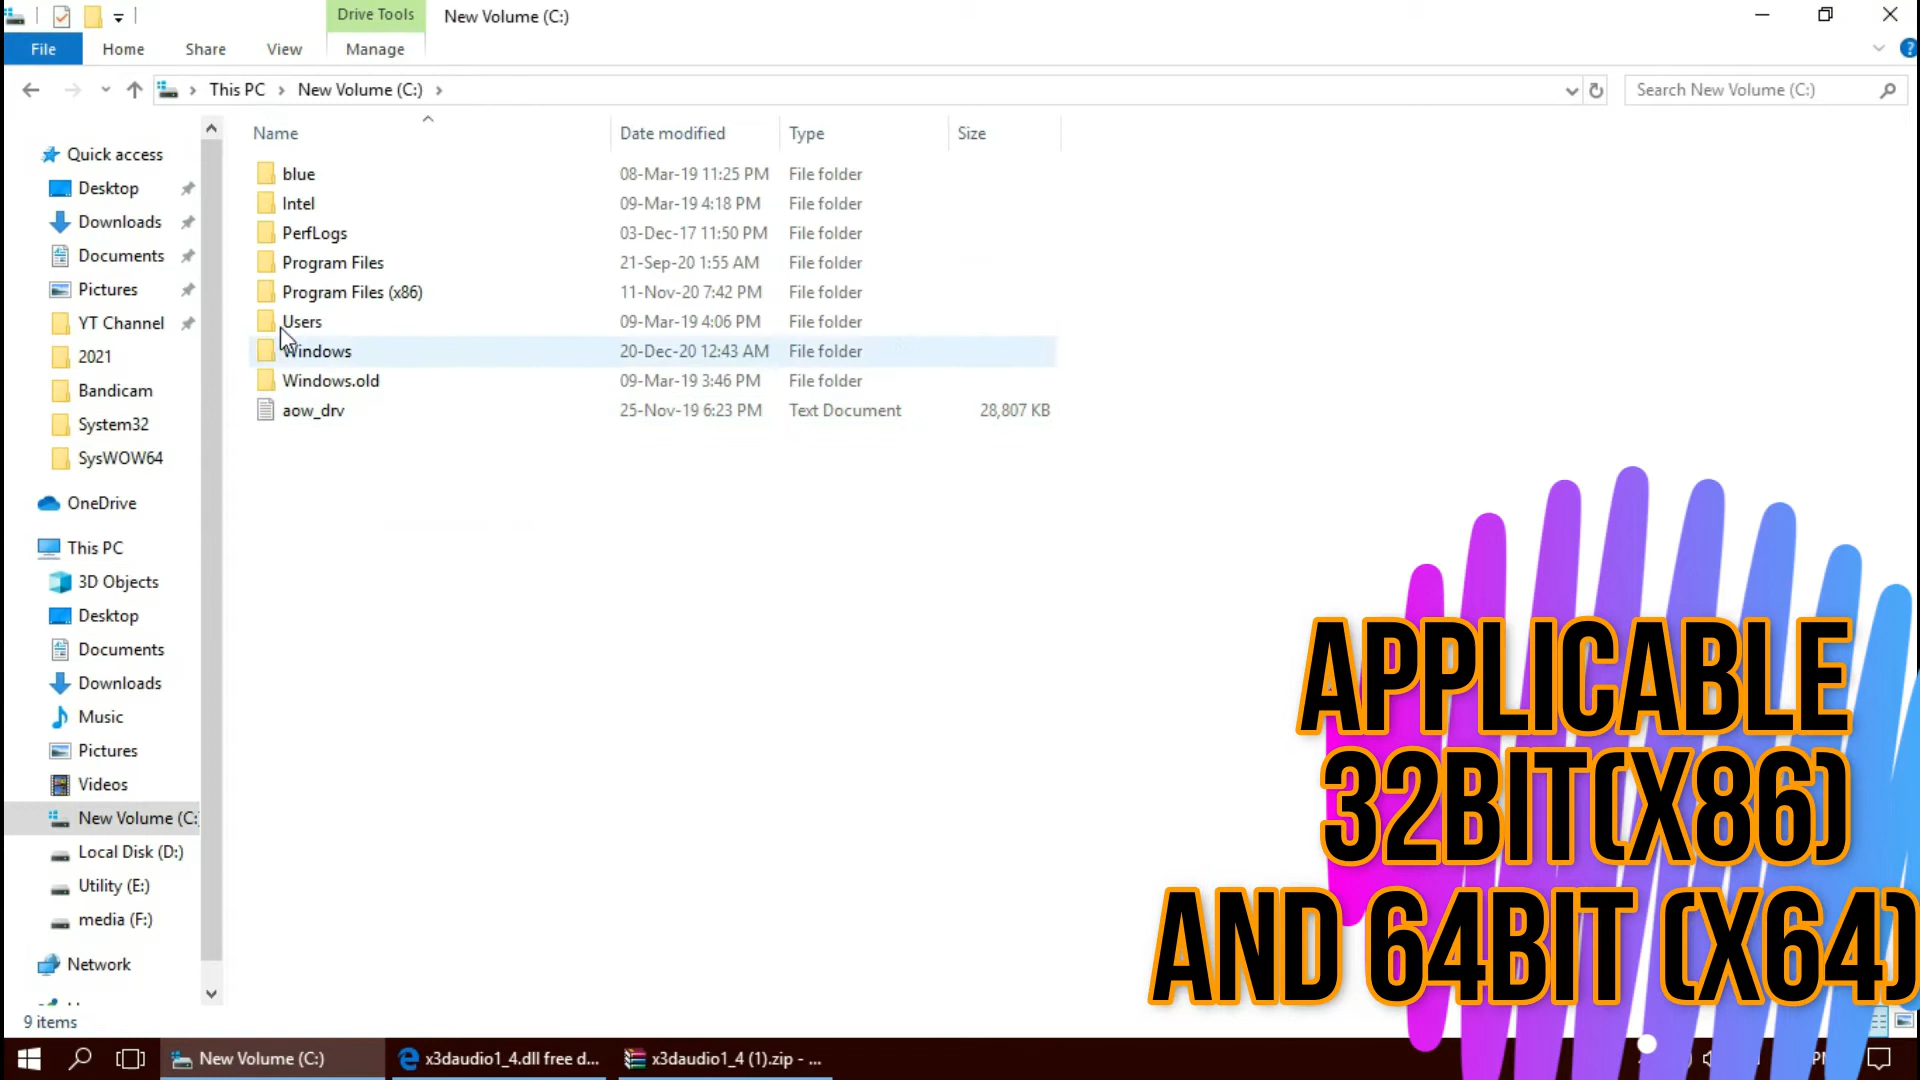 Drive Tools
New Volume (C:)
File
Home
Share
View
Manage
This PC
New Volume (C:)
Search New Volume (C:)
Name
Date modified
Type
Size
Quick access
Desktop
Downloads
Documents
Pictures
YT Channel
2021
Bandicam
System32
SysWOW64
OneDrive
This PC
3D Objects
Desktop
Documents
Downloads
Music
Pictures
Videos
New Volume (C:
Local Disk (D:)
Utility (E:)
media (F:)
Network
blue 08-Mar-19 11:25 PM File folder
Intel 09-Mar-19 4:18 PM File folder
PerfLogs 03-Dec-17 11:50 PM File folder
Program Files 21-Sep-20 1:55 AM File folder
Program Files (x86) 11-Nov-20 7:42 PM File folder
Users 09-Mar-19 4:06 PM File folder
Windows 20-Dec-20 12:43 AM File folder
Windows.old 09-Mar-19 3:46 PM File folder
aow_drv 25-Nov-19 6:23 PM Text Document 28,807 KB
APPLICABLE
32BIT(X86)
AND 64BIT (X64)
9 items
New Volume (C:)
x3daudio1_4.dll free d...
x3daudio1_4 (1).zip - ...